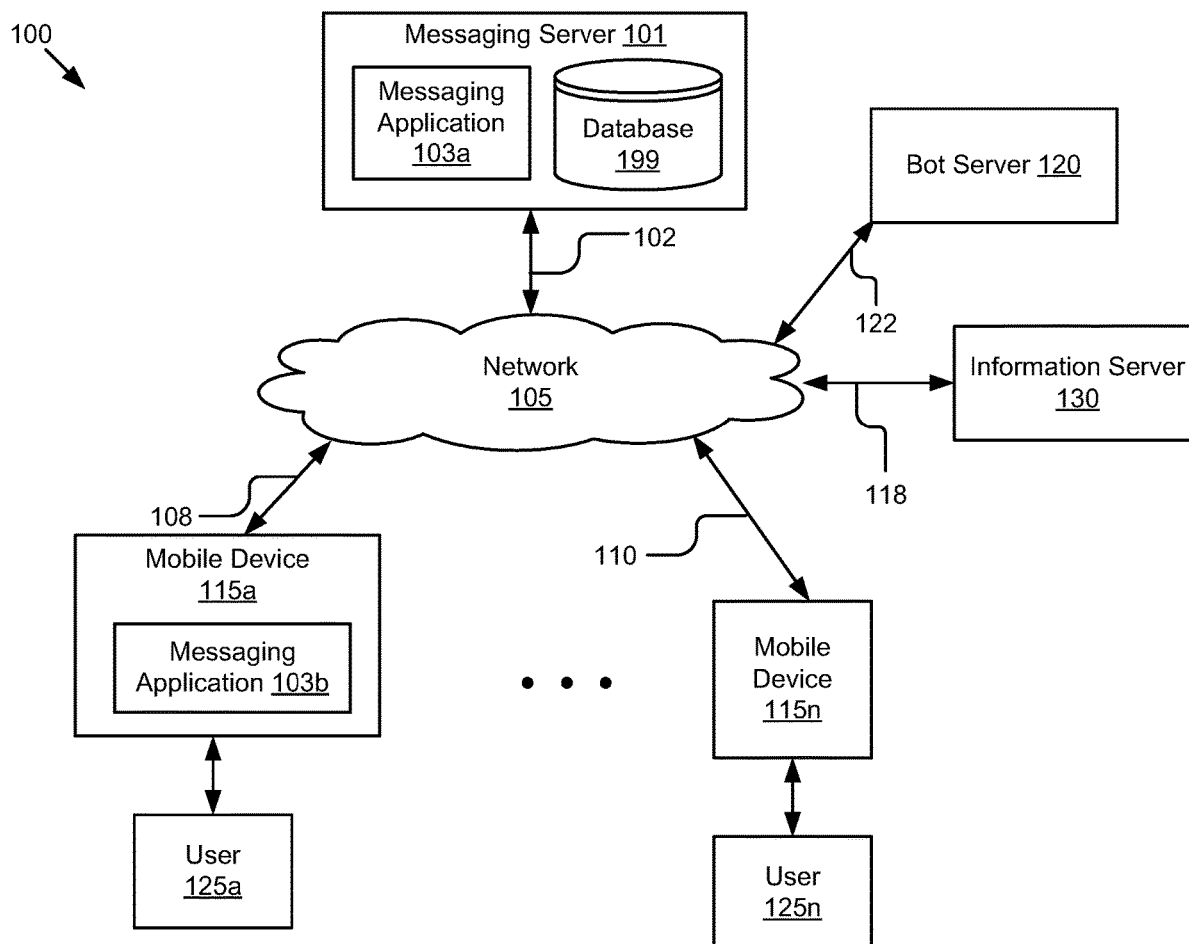 100
Messaging Server 101
Messaging
Application
103a
Database
199
Bot Server 120
102
122
Network
105
Information Server
130
118
108
110
Mobile Device
115a
Messaging
Application 103b
Mobile
Device
115n
User
125a
User
125n